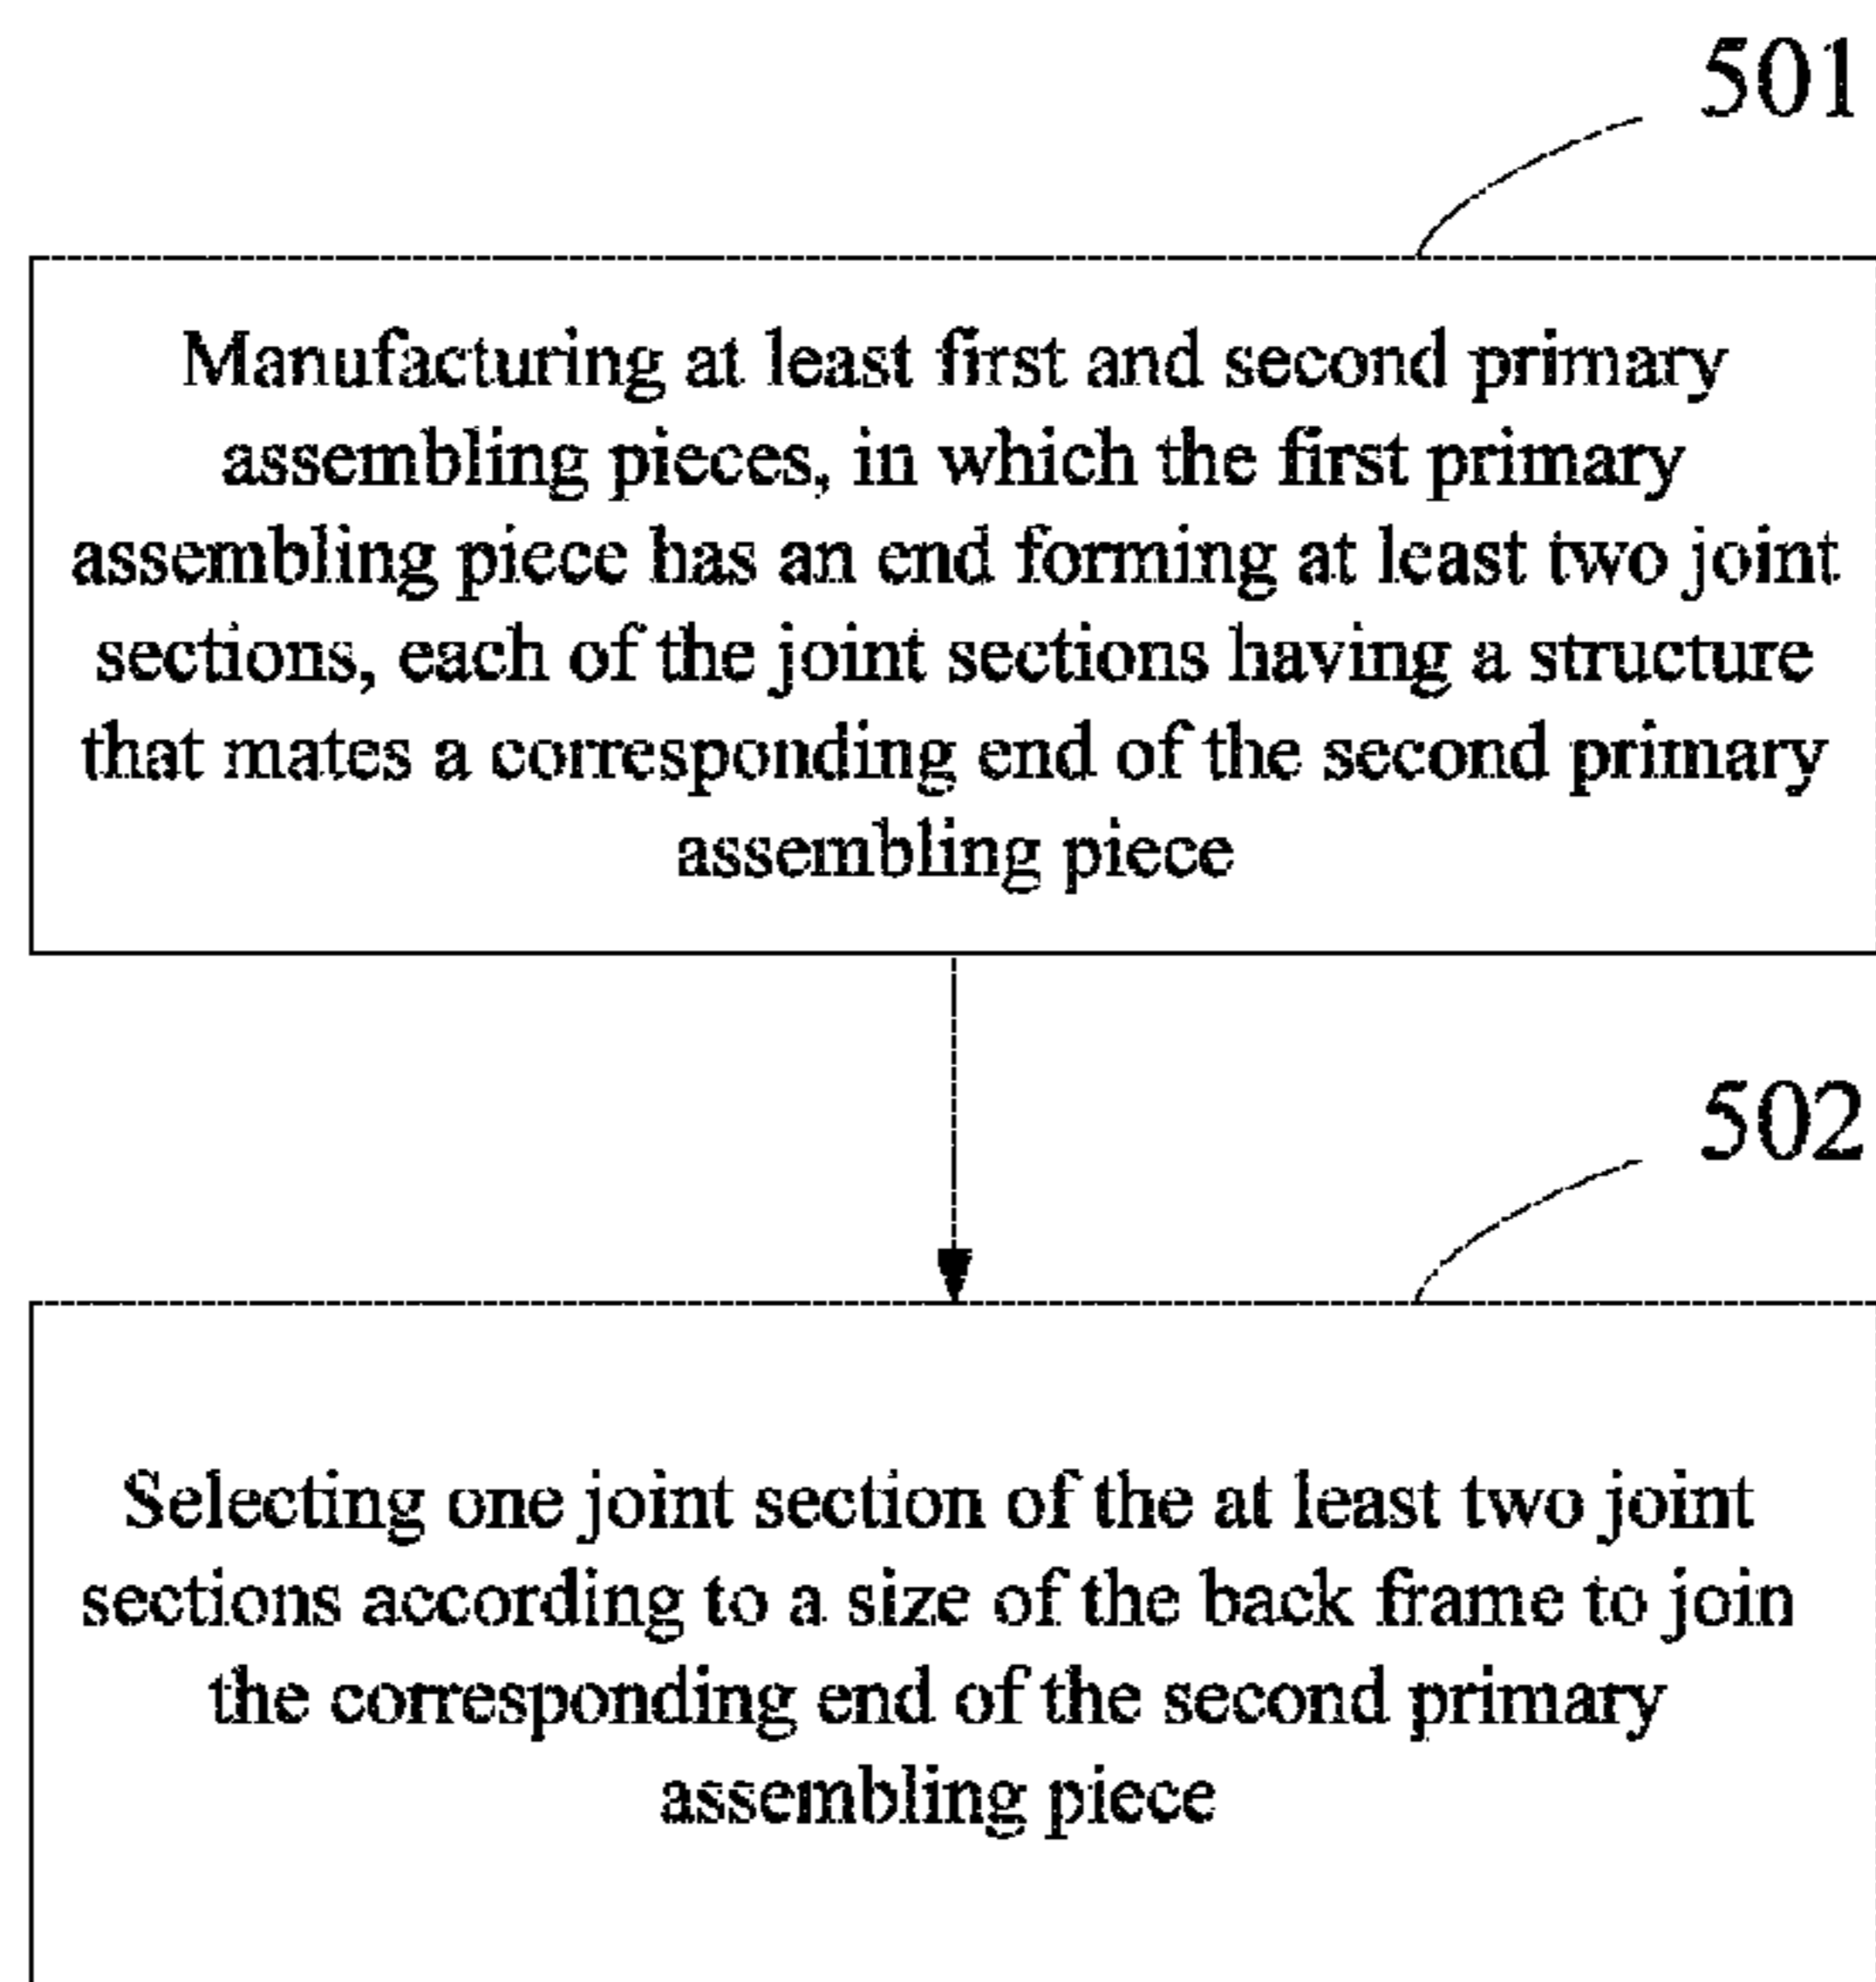 501
Manufacturing at least first and second primary
assembling pieces, in which the first primary
assembling piece has an end forming at least two joint
sections, each of the joint sections having a structure
that mates a corresponding end of the second primary
assembling piece
502
Selecting one joint section of the at least two joint
sections according to a size of the back frame to join
the corresponding end of the second primary
assembling piece